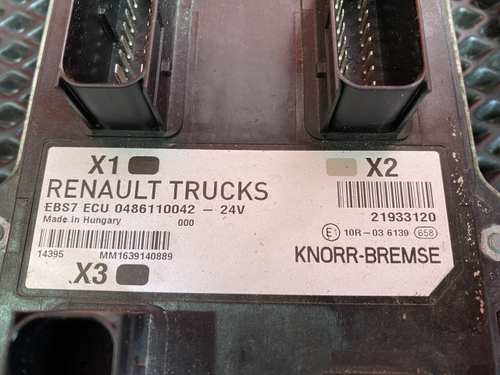 X1
X2
RENAULT TRUCKS
EBS7 ECU 0486110042 – 24V
21933120
Made in Hungary
000
E1 10R-03 6139 658
KNORR-BREMSE
14395
MM1639140889
X3